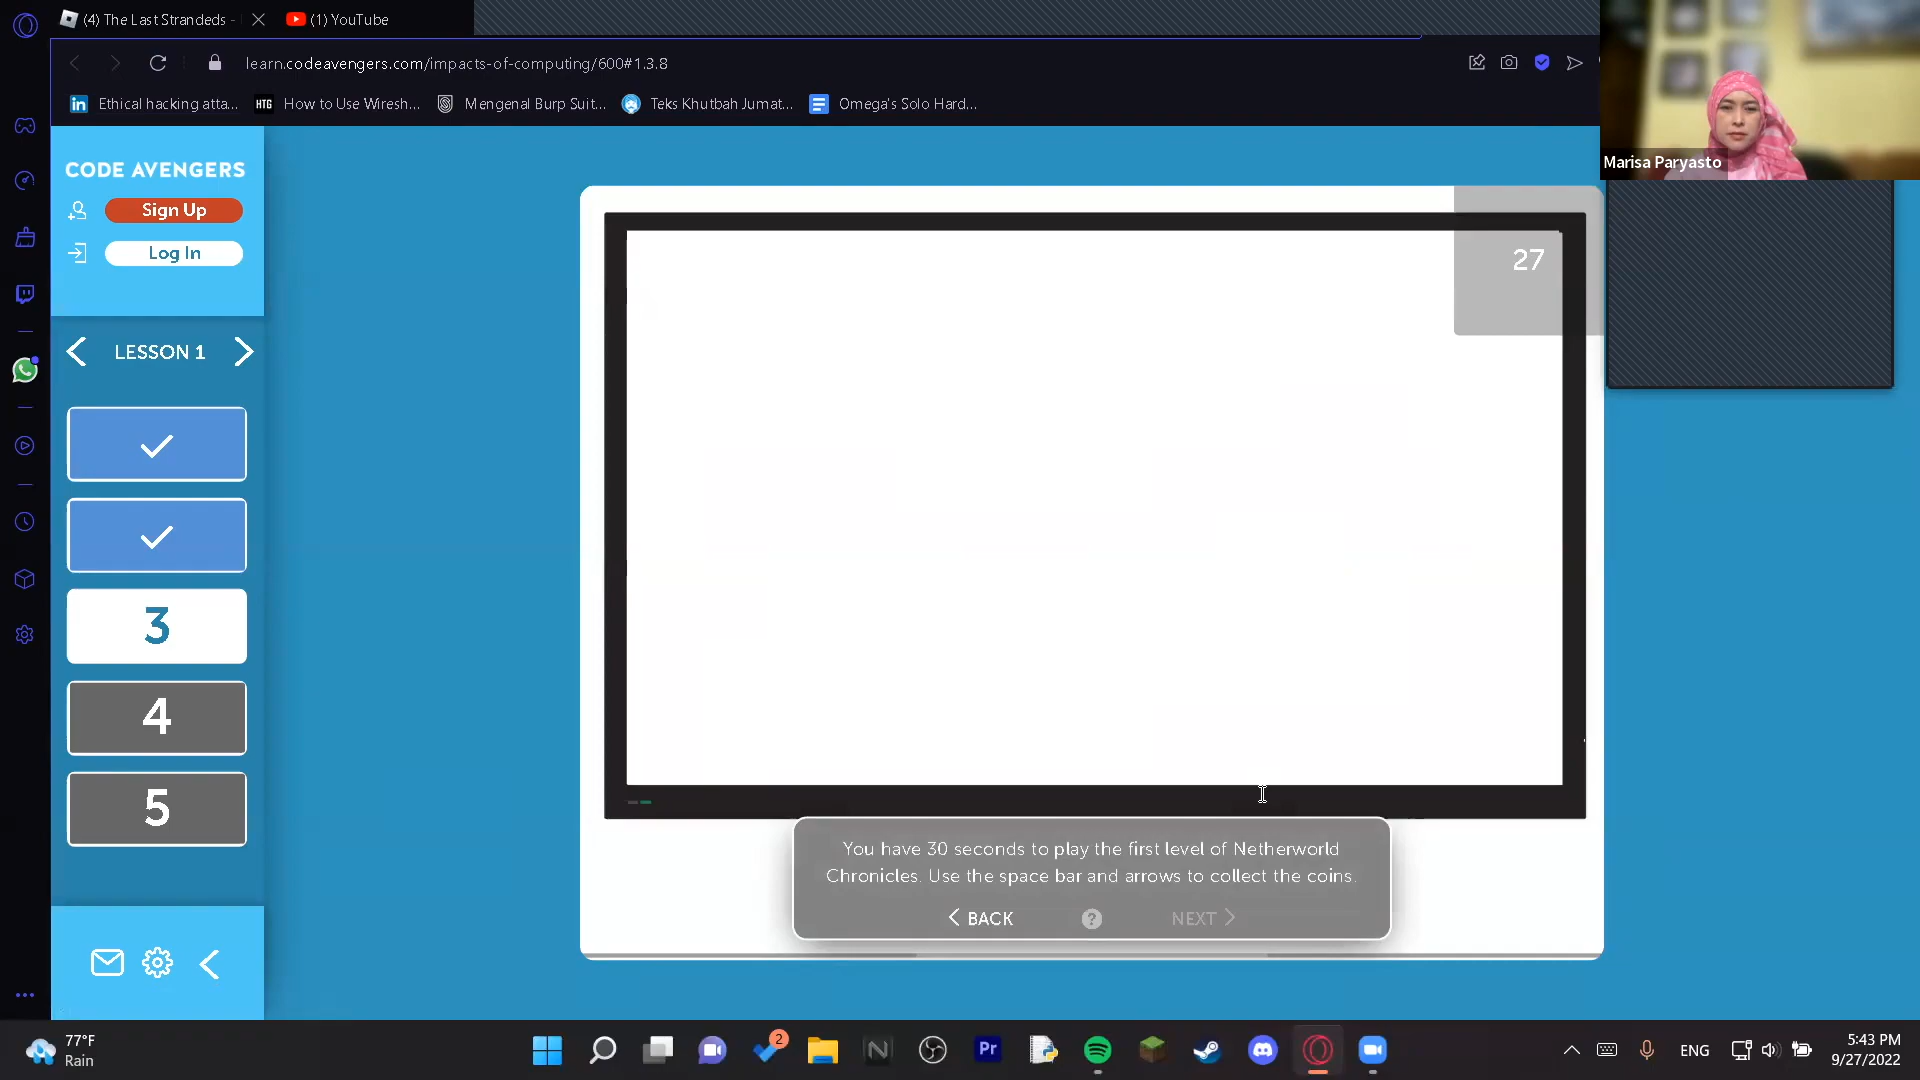 (4) The Last Strandeds -
(1) YouTube
learn.codeavengers.com/impacts-of-computing/600#1.3.8
Ethical hacking atta...
HTG How to Use Wiresh...
Mengenal Burp Suit...
Teks Khutbah Jumat...
Omega's Solo Hard...
Marisa Paryasto
CODE AVENGERS
Sign Up
Log In
LESSON 1
3
4
5
27
You have 30 seconds to play the first level of Netherworld
Chronicles. Use the space bar and arrows to collect the coins.
BACK
?
NEXT
77°F
Rain
2
Pr
ENG
5:43 PM
9/27/2022